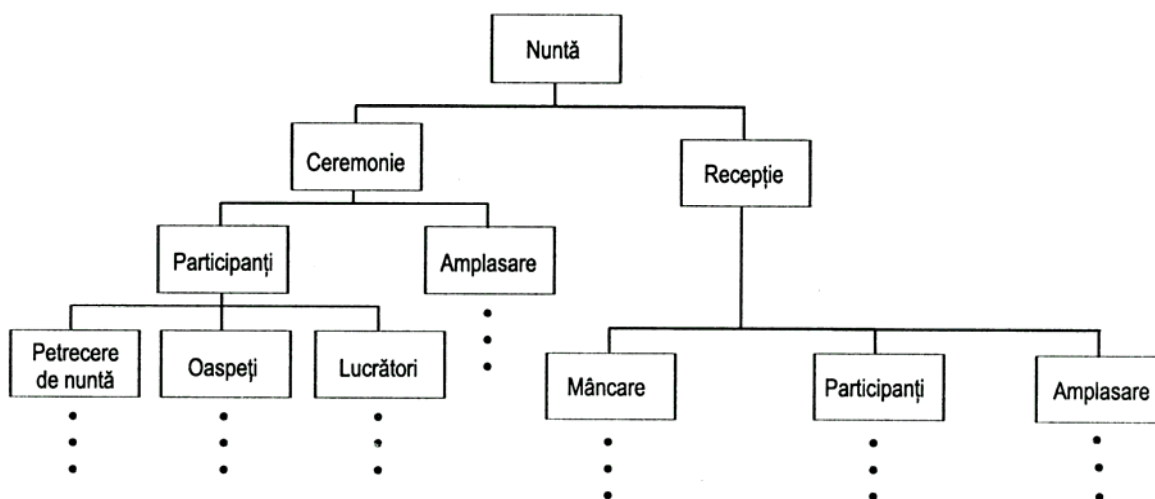 Nuntă
Ceremonie
Recepție
Participanți
Amplasare
Petrecere
de nuntă
Oaspeți
Lucrători
Mâncare
Participanți
Amplasare